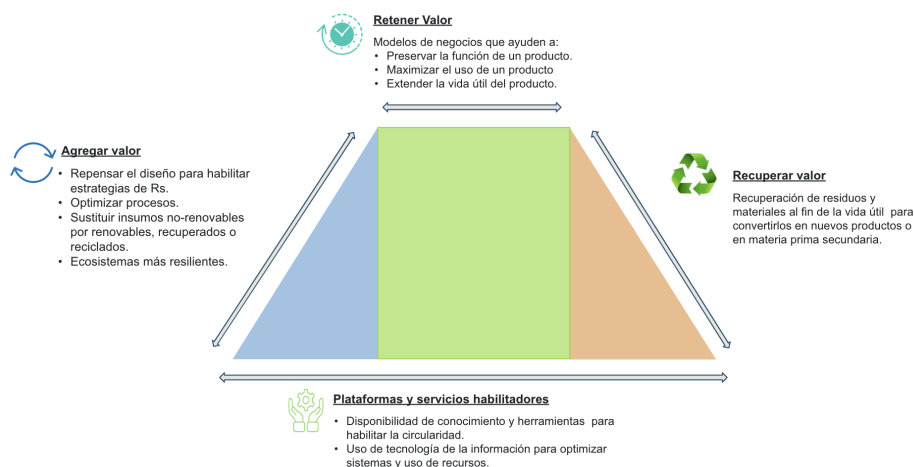 Retener Valor
Modelos de negocios que ayuden a:
• Preservar la función de un producto.
• Maximizar el uso de un producto
• Extender la vida útil del producto.
Agregar valor
• Repensar el diseño para habilitar
estrategias de Rs.
• Optimizar procesos.
• Sustituir insumos no-renovables
por renovables, recuperados o
reciclados.
• Ecosistemas más resilientes.
Recuperar valor
Recuperación de residuos y
materiales al fin de la vida útil para
convertirlos en nuevos productos o
en materia prima secundaria.
Plataformas y servicios habilitadores
• Disponibilidad de conocimiento y herramientas para
habilitar la circularidad.
• Uso de tecnología de la información para optimizar
sistemas y uso de recursos.